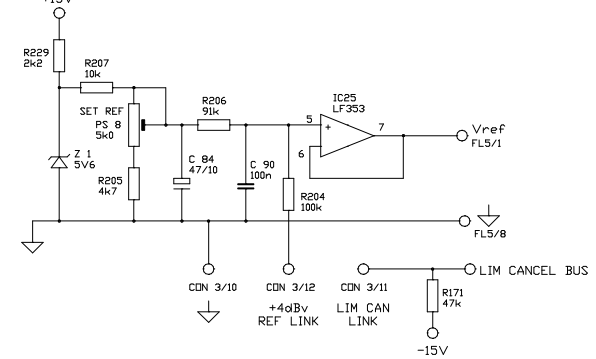 +15V
R229
2k2
R207
10k
SET REF
PS 8
5k0
R206
91k
IC25
LF353
5
+
7
6
Vref
FL5/1
Z 1
5V6
C 84
47/10
C 90
100n
R205
4k7
R204
100k
FL5/8
CON 3/10
CON 3/12
CON 3/11
LIM CANCEL BUS
+4dBv
REF LINK
LIM CAN
LINK
R171
47k
-15V